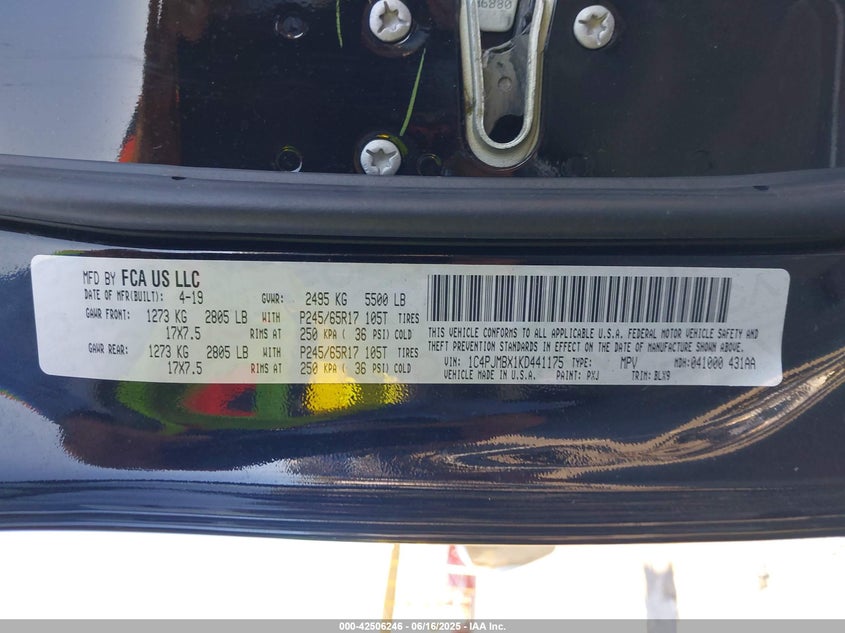 6880
MFD BY FCA US LLC
DATE OF MFR(BUILT): 4-19 GVWR: 2495 KG 5500 LB
GAWR FRONT: 1273 KG 2805 LB WITH P245/65R17 105T TIRES
17X7.5 RIMS AT 250 KPA ( 36 PSI) COLD
GAWR REAR: 1273 KG 2805 LB WITH P245/65R17 105T TIRES
17X7.5 RIMS AT 250 KPA ( 36 PSI) COLD
THIS VEHICLE CONFORMS TO ALL APPLICABLE U.S. FEDERAL MOTOR VEHICLE SAFETY AND
THEFT PREVENTION STANDARDS IN EFFECT ON THE DATE OF MANUFACTURE SHOWN ABOVE.
VIN: 1C4PJMBX1KD441175 TYPE: MPV MDH: 041000 431AA
MADE IN U.S.A. PAINT: PXJ TRIM: BLX9
000-42506246 - 06/16/2025 - IAA Inc.